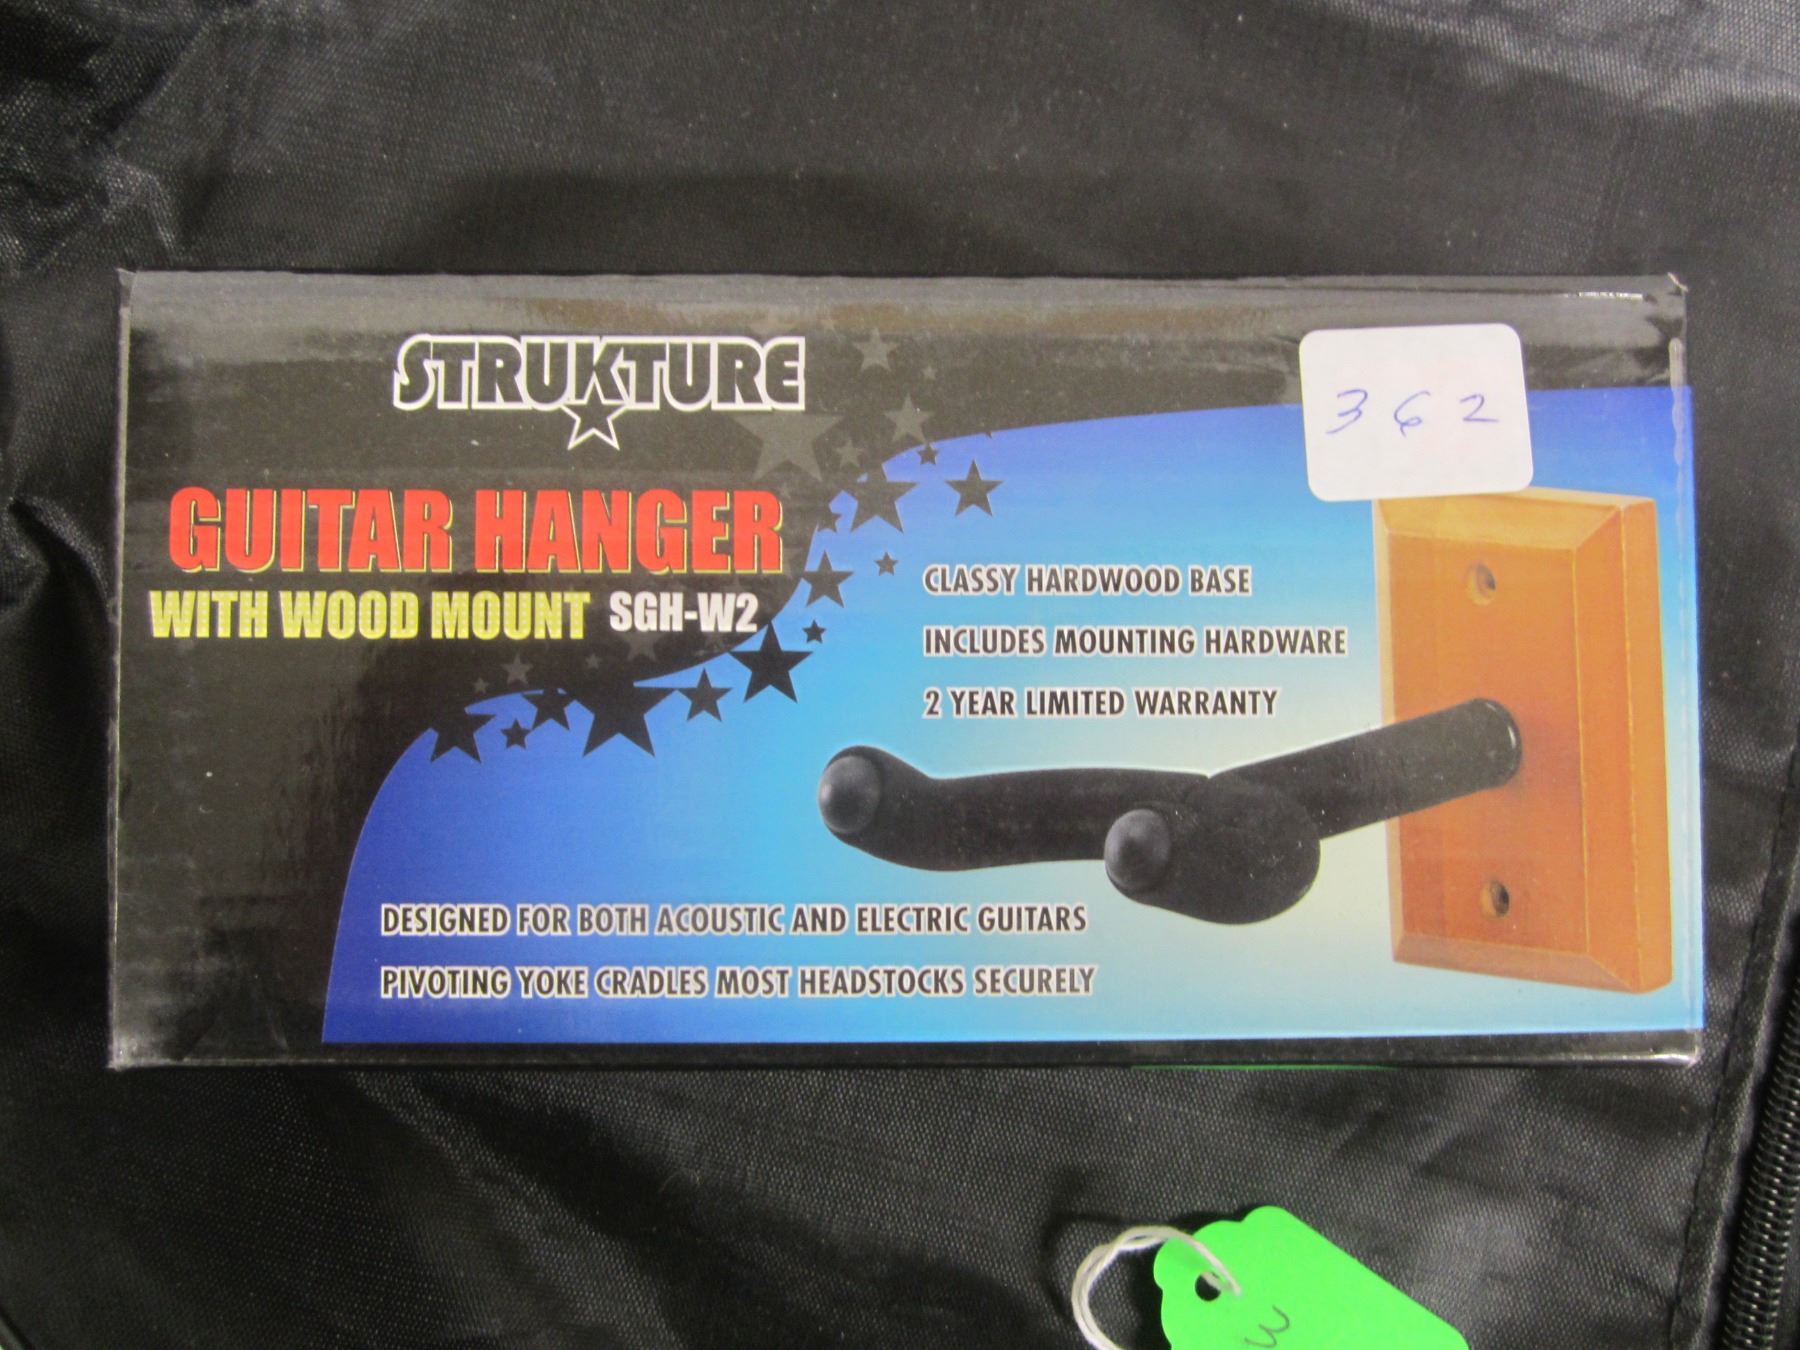 STRUKTURE
362
GUITAR HANGER
WITH WOOD MOUNT SGH-W2
CLASSY HARDWOOD BASE
INCLUDES MOUNTING HARDWARE
2 YEAR LIMITED WARRANTY
DESIGNED FOR BOTH ACOUSTIC AND ELECTRIC GUITARS
PIVOTING YOKE CRADLES MOST HEADSTOCKS SECURELY